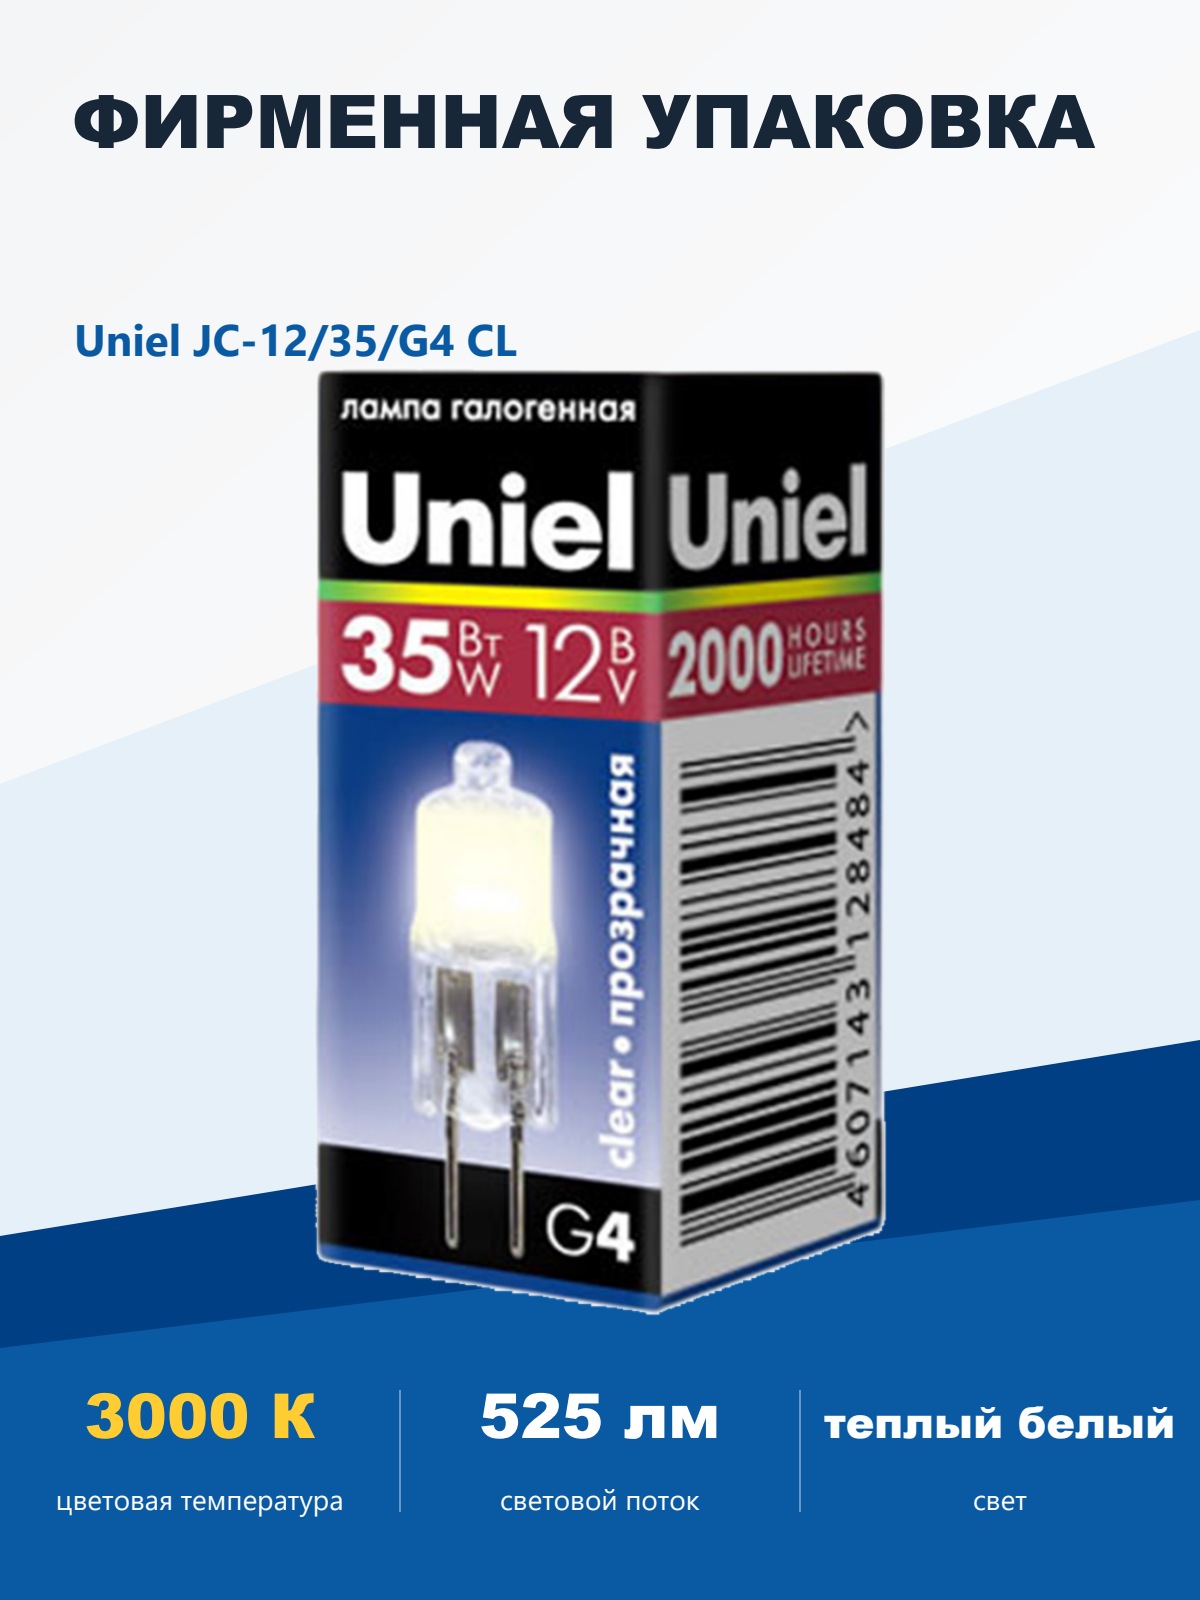 ФИРМЕННАЯ УПАКОВКА
Uniel JC-12/35/G4 CL
лампа галогенная
Uniel
35 Вт W 12 В V
clear • прозрачная
G4
Uniel
2000 HOURS LIFETIME
4 607143 128484 >
3000 К
цветовая температура
525 лм
световой поток
теплый белый
свет